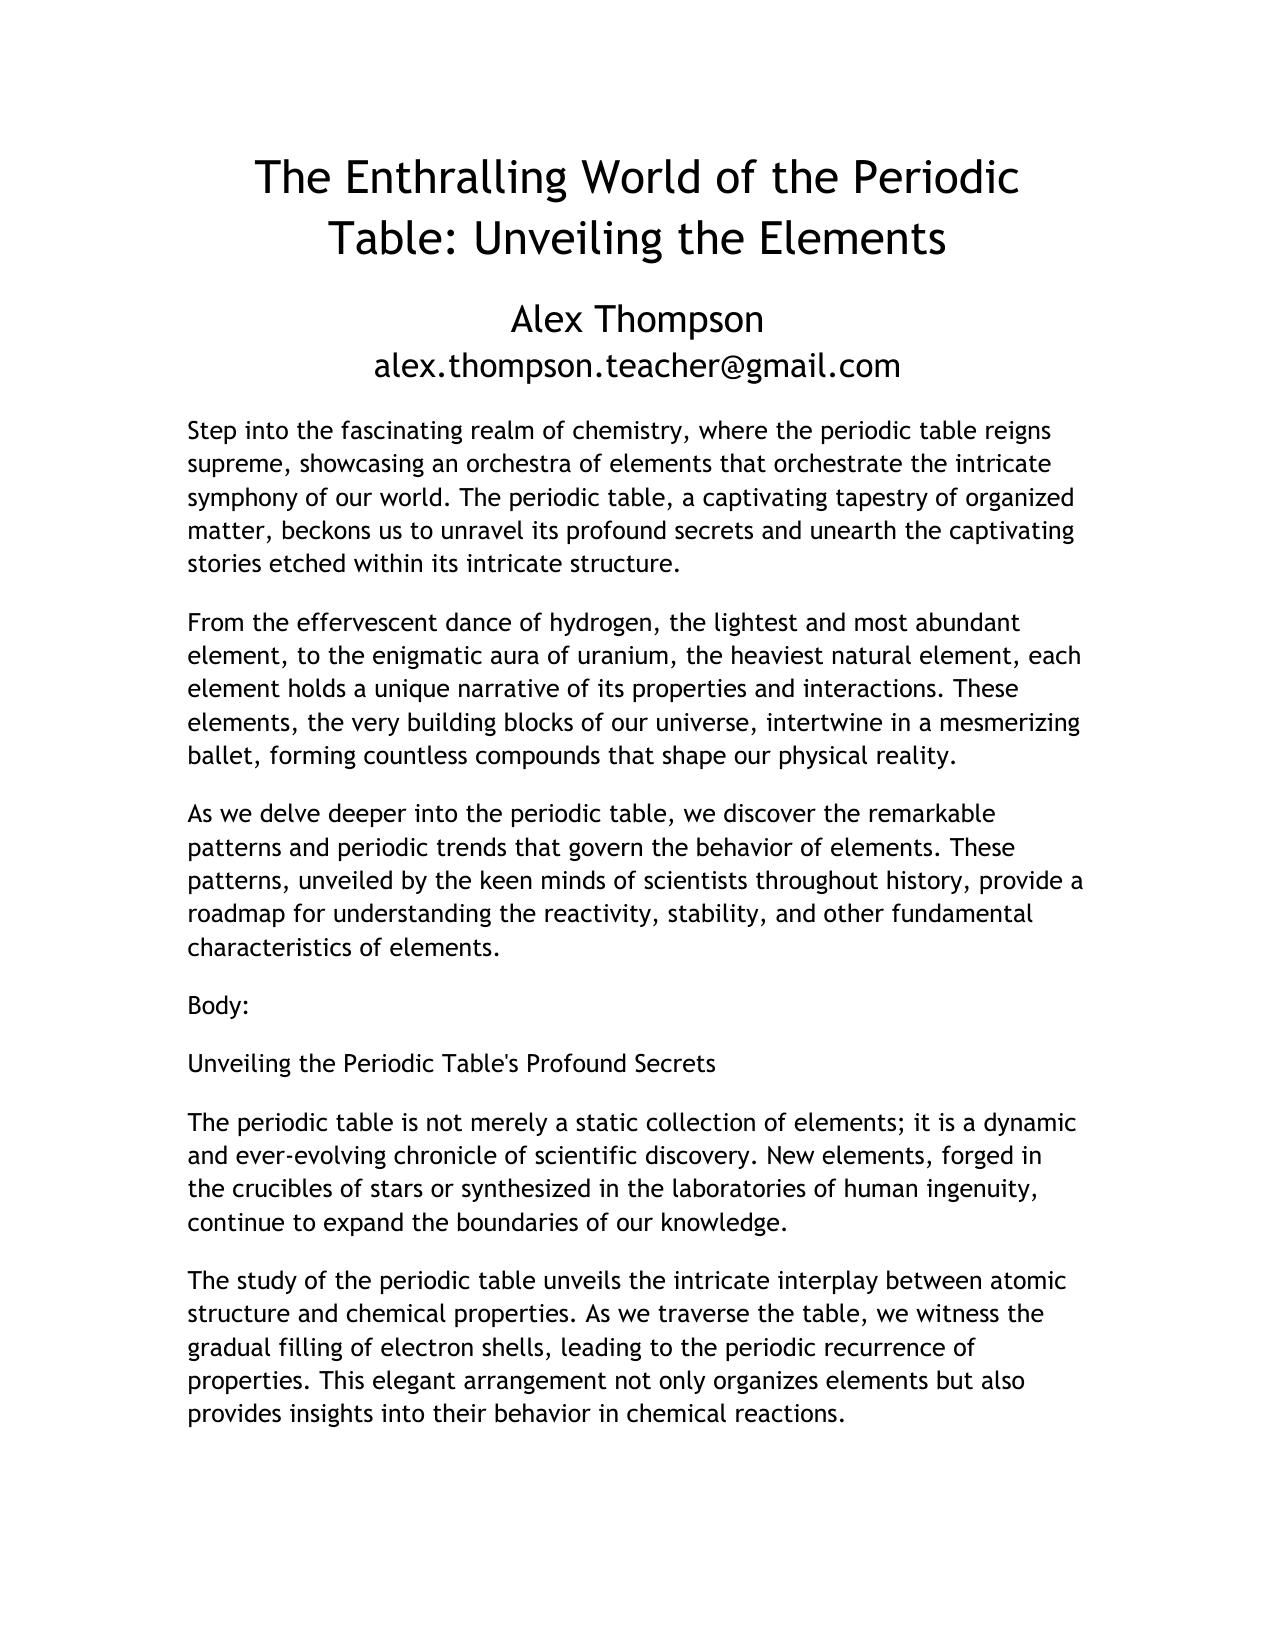 The Enthralling World of the Periodic
Table: Unveiling the Elements
Alex Thompson
alex.thompson.teacher@gmail.com
Step into the fascinating realm of chemistry, where the periodic table reigns
supreme, showcasing an orchestra of elements that orchestrate the intricate
symphony of our world. The periodic table, a captivating tapestry of organized
matter, beckons us to unravel its profound secrets and unearth the captivating
stories etched within its intricate structure.
From the effervescent dance of hydrogen, the lightest and most abundant
element, to the enigmatic aura of uranium, the heaviest natural element, each
element holds a unique narrative of its properties and interactions. These
elements, the very building blocks of our universe, intertwine in a mesmerizing
ballet, forming countless compounds that shape our physical reality.
As we delve deeper into the periodic table, we discover the remarkable
patterns and periodic trends that govern the behavior of elements. These
patterns, unveiled by the keen minds of scientists throughout history, provide a
roadmap for understanding the reactivity, stability, and other fundamental
characteristics of elements.
Body:
Unveiling the Periodic Table's Profound Secrets
The periodic table is not merely a static collection of elements; it is a dynamic
and ever-evolving chronicle of scientific discovery. New elements, forged in
the crucibles of stars or synthesized in the laboratories of human ingenuity,
continue to expand the boundaries of our knowledge.
The study of the periodic table unveils the intricate interplay between atomic
structure and chemical properties. As we traverse the table, we witness the
gradual filling of electron shells, leading to the periodic recurrence of
properties. This elegant arrangement not only organizes elements but also
provides insights into their behavior in chemical reactions.